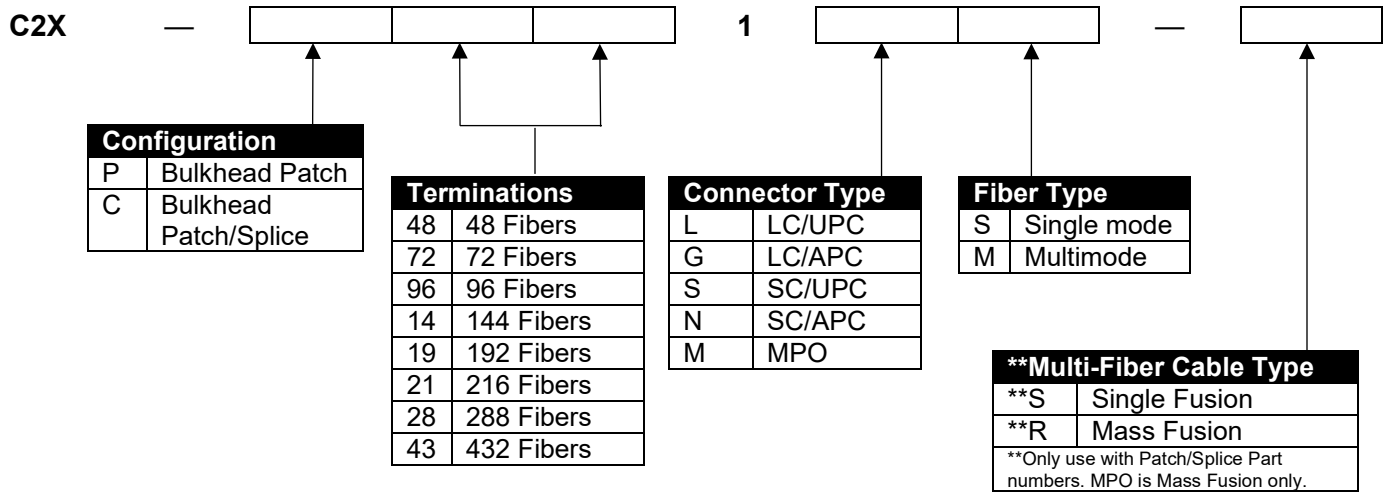 C2X — 1 —
Configuration
P Bulkhead Patch
C Bulkhead
Patch/Splice
Terminations
48 48 Fibers
72 72 Fibers
96 96 Fibers
14 144 Fibers
19 192 Fibers
21 216 Fibers
28 288 Fibers
43 432 Fibers
Connector Type
L LC/UPC
G LC/APC
S SC/UPC
N SC/APC
M MPO
Fiber Type
S Single mode
M Multimode
**Multi-Fiber Cable Type
**S Single Fusion
**R Mass Fusion
**Only use with Patch/Splice Part
numbers. MPO is Mass Fusion only.